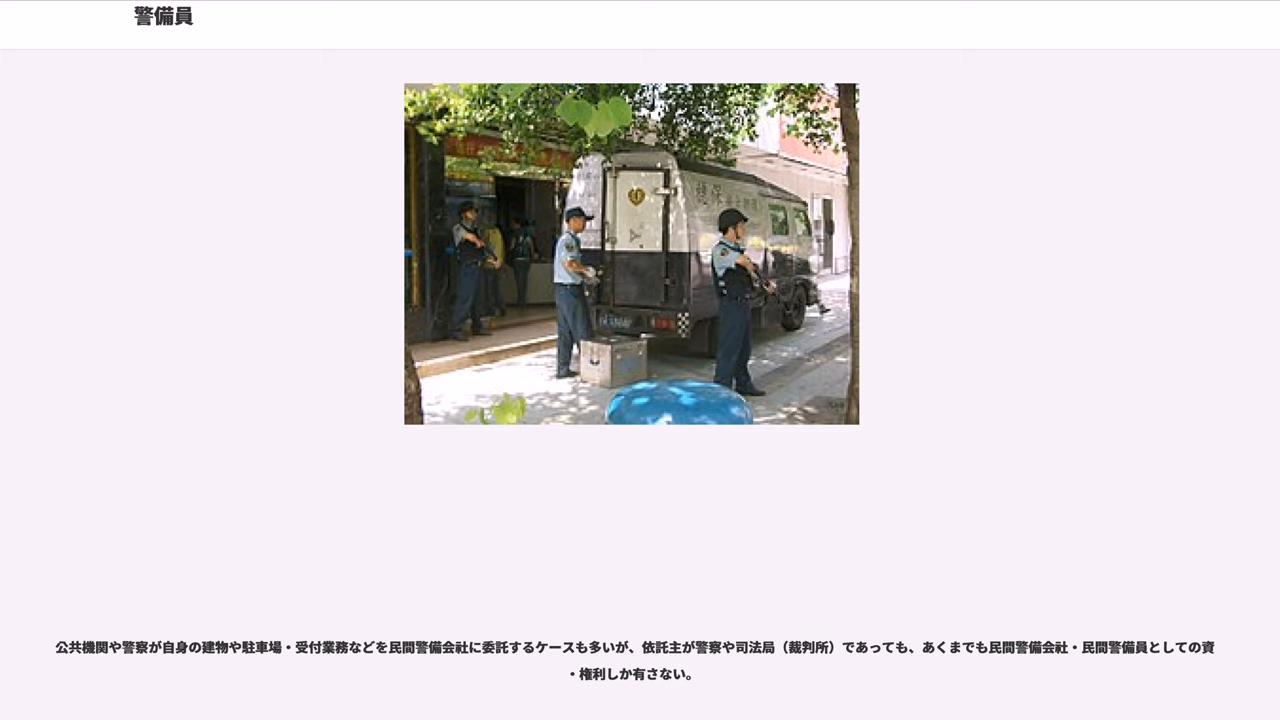 警備員
公共機関や警察が自身の建物や駐車場・受付業務などを民間警備会社に委託するケースも多いが、依託主が警察や司法局（裁判所）であっても、あくまでも民間警備会社・民間警備員としての資
・権利しか有さない。